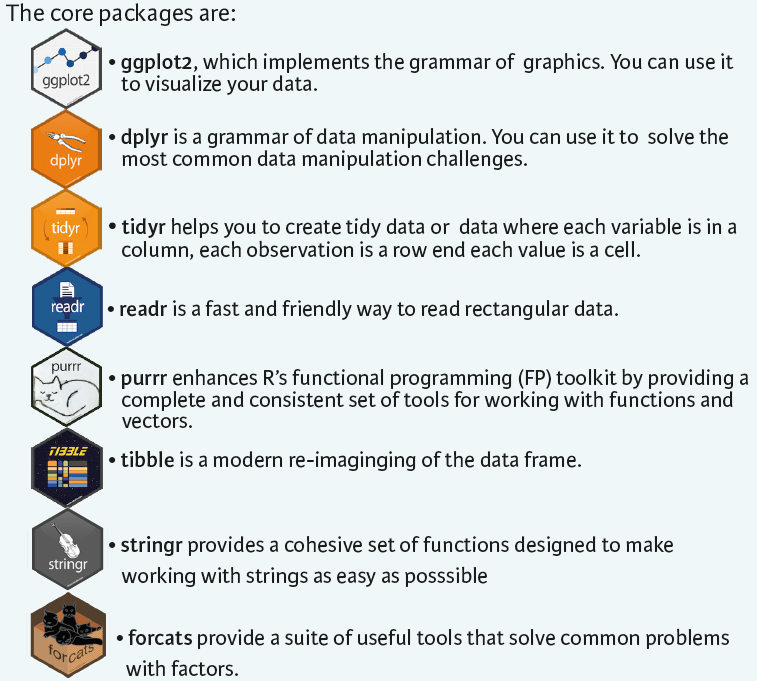 The core packages are:
ggplot2
• ggplot2, which implements the grammar of graphics. You can use it
to visualize your data.
dplyr
• dplyr is a grammar of data manipulation. You can use it to solve the
most common data manipulation challenges.
tidyr
• tidyr helps you to create tidy data or data where each variable is in a
column, each observation is a row end each value is a cell.
readr
• readr is a fast and friendly way to read rectangular data.
purrr
• purrr enhances R's functional programming (FP) toolkit by providing a
complete and consistent set of tools for working with functions and
vectors.
TIBBLE
• tibble is a modern re-imaginging of the data frame.
stringr
• stringr provides a cohesive set of functions designed to make
working with strings as easy as posssible
forcats
• forcats provide a suite of useful tools that solve common problems
with factors.